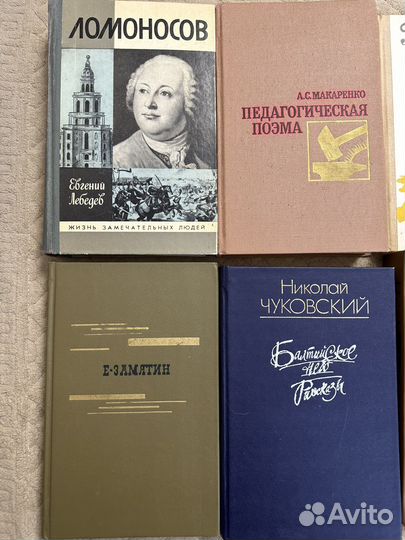 ЛОМОНОСОВ
Евгений
Лебедев
ЖИЗНЬ ЗАМЕЧАТЕЛЬНЫХ ЛЮДЕЙ
А.С. МАКАРЕНКО
ПЕДАГОГИЧЕСКАЯ
ПОЭМА
Е·ЗАМЯТИН
Николай
ЧУКОВСКИЙ
Балтийское
небо
Рассказы
Avito